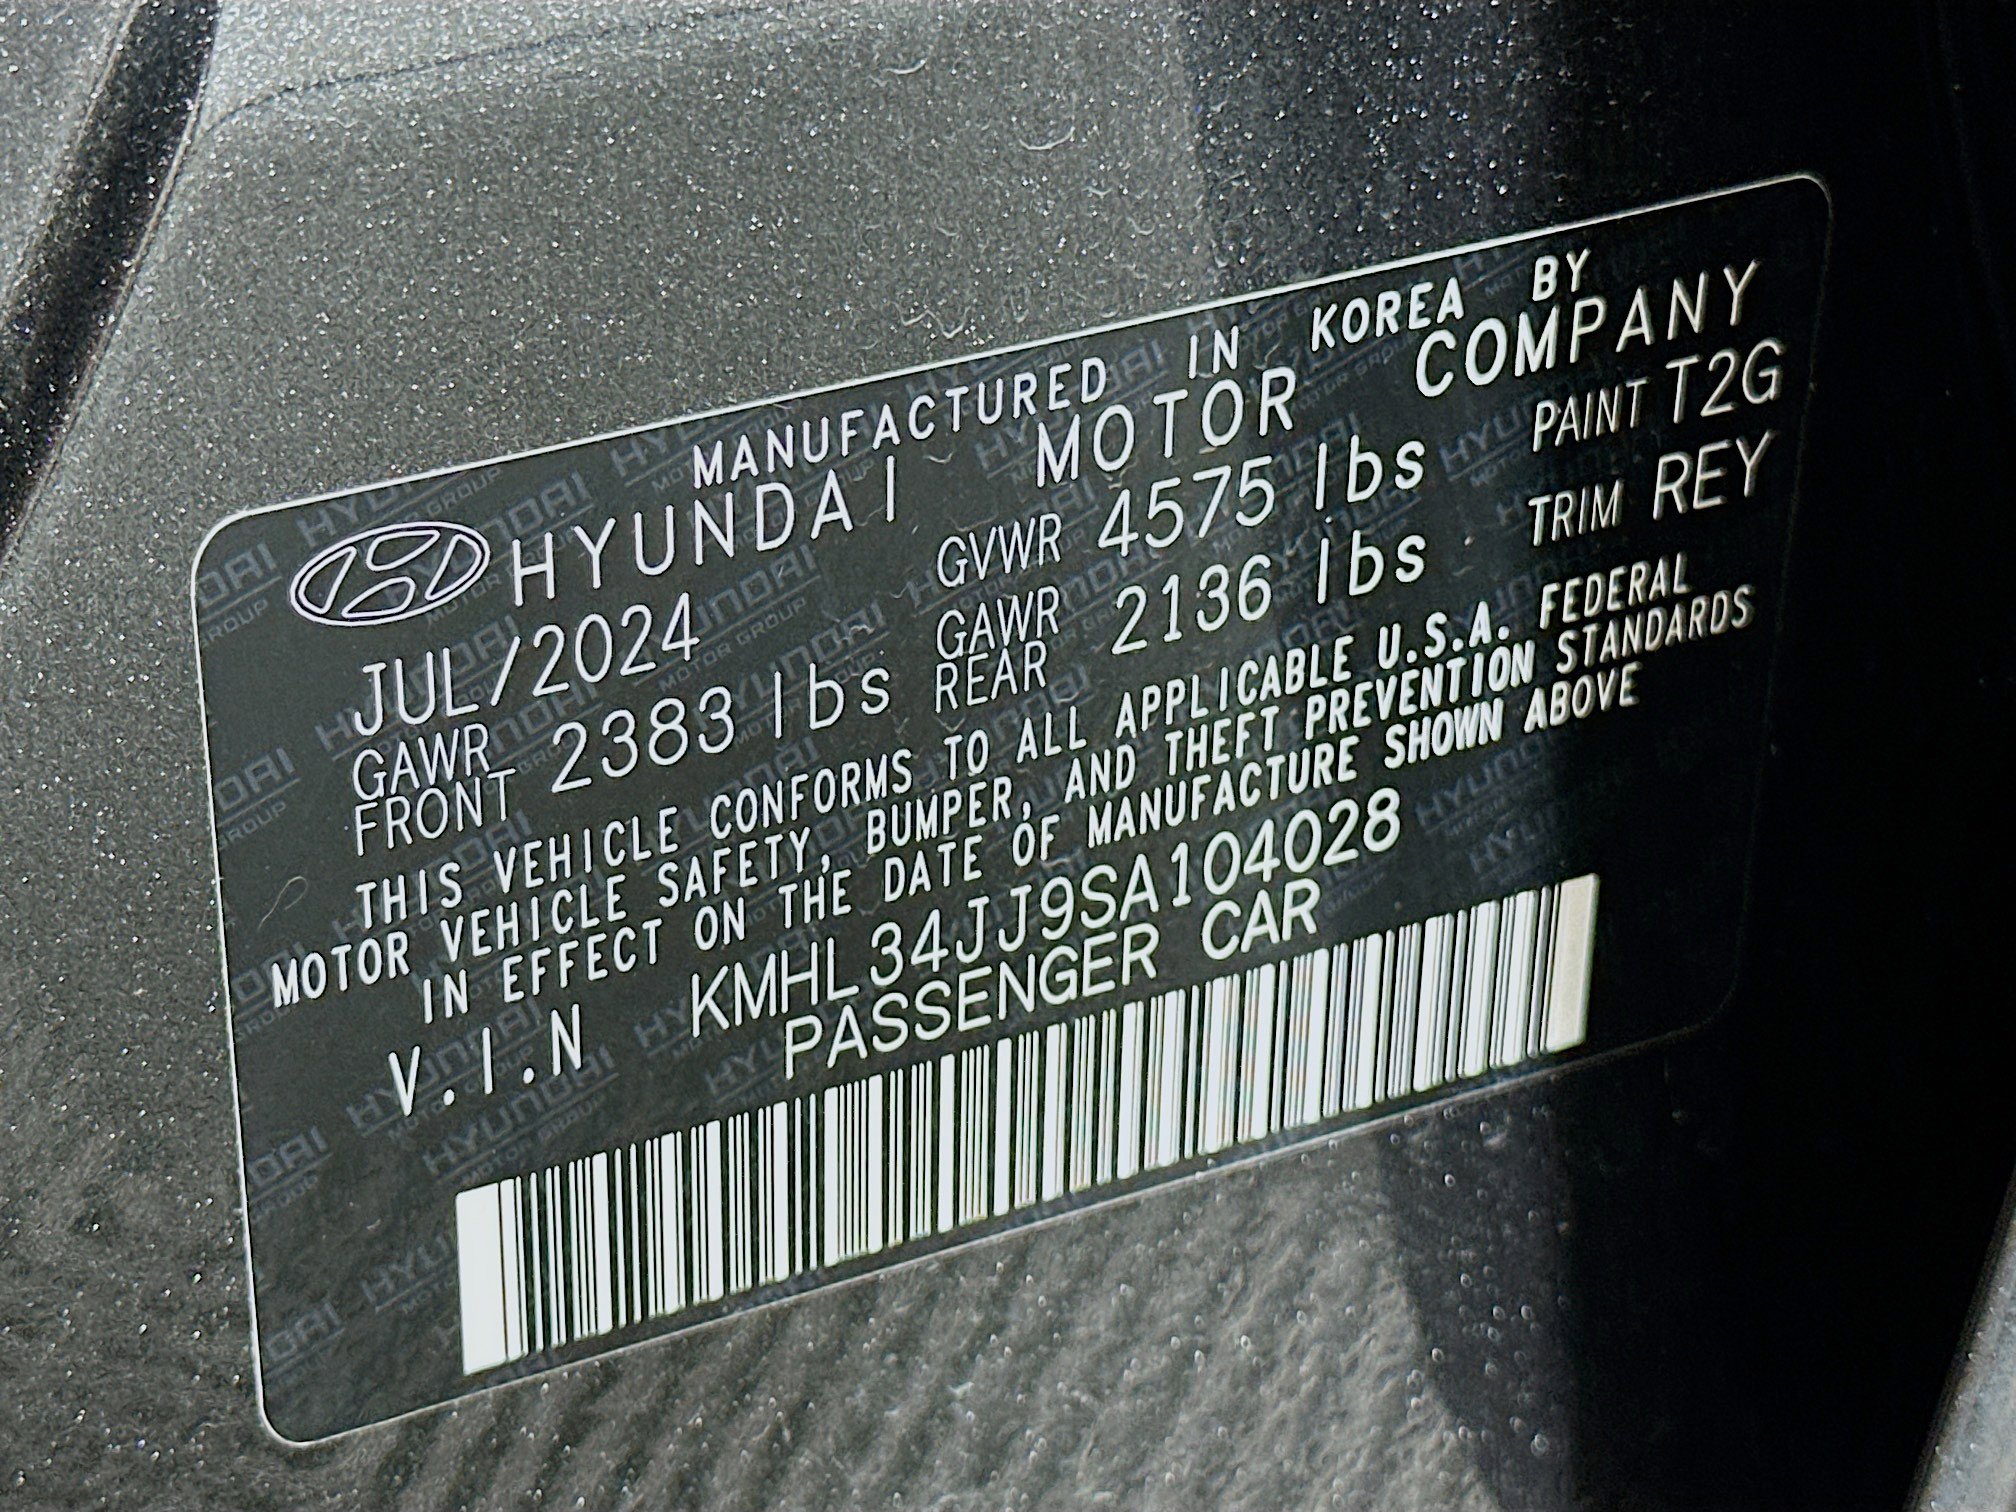 MANUFACTURED IN KOREA BY
HYUNDAI MOTOR COMPANY
JUL/2024 GVWR 4575 lbs PAINT T2G
GAWR FRONT 2383 lbs GAWR REAR 2136 lbs TRIM REY
THIS VEHICLE CONFORMS TO ALL APPLICABLE U.S.A. FEDERAL
MOTOR VEHICLE SAFETY, BUMPER, AND THEFT PREVENTION STANDARDS
IN EFFECT ON THE DATE OF MANUFACTURE SHOWN ABOVE
V.I.N KMHL34JJ9SA104028
PASSENGER CAR